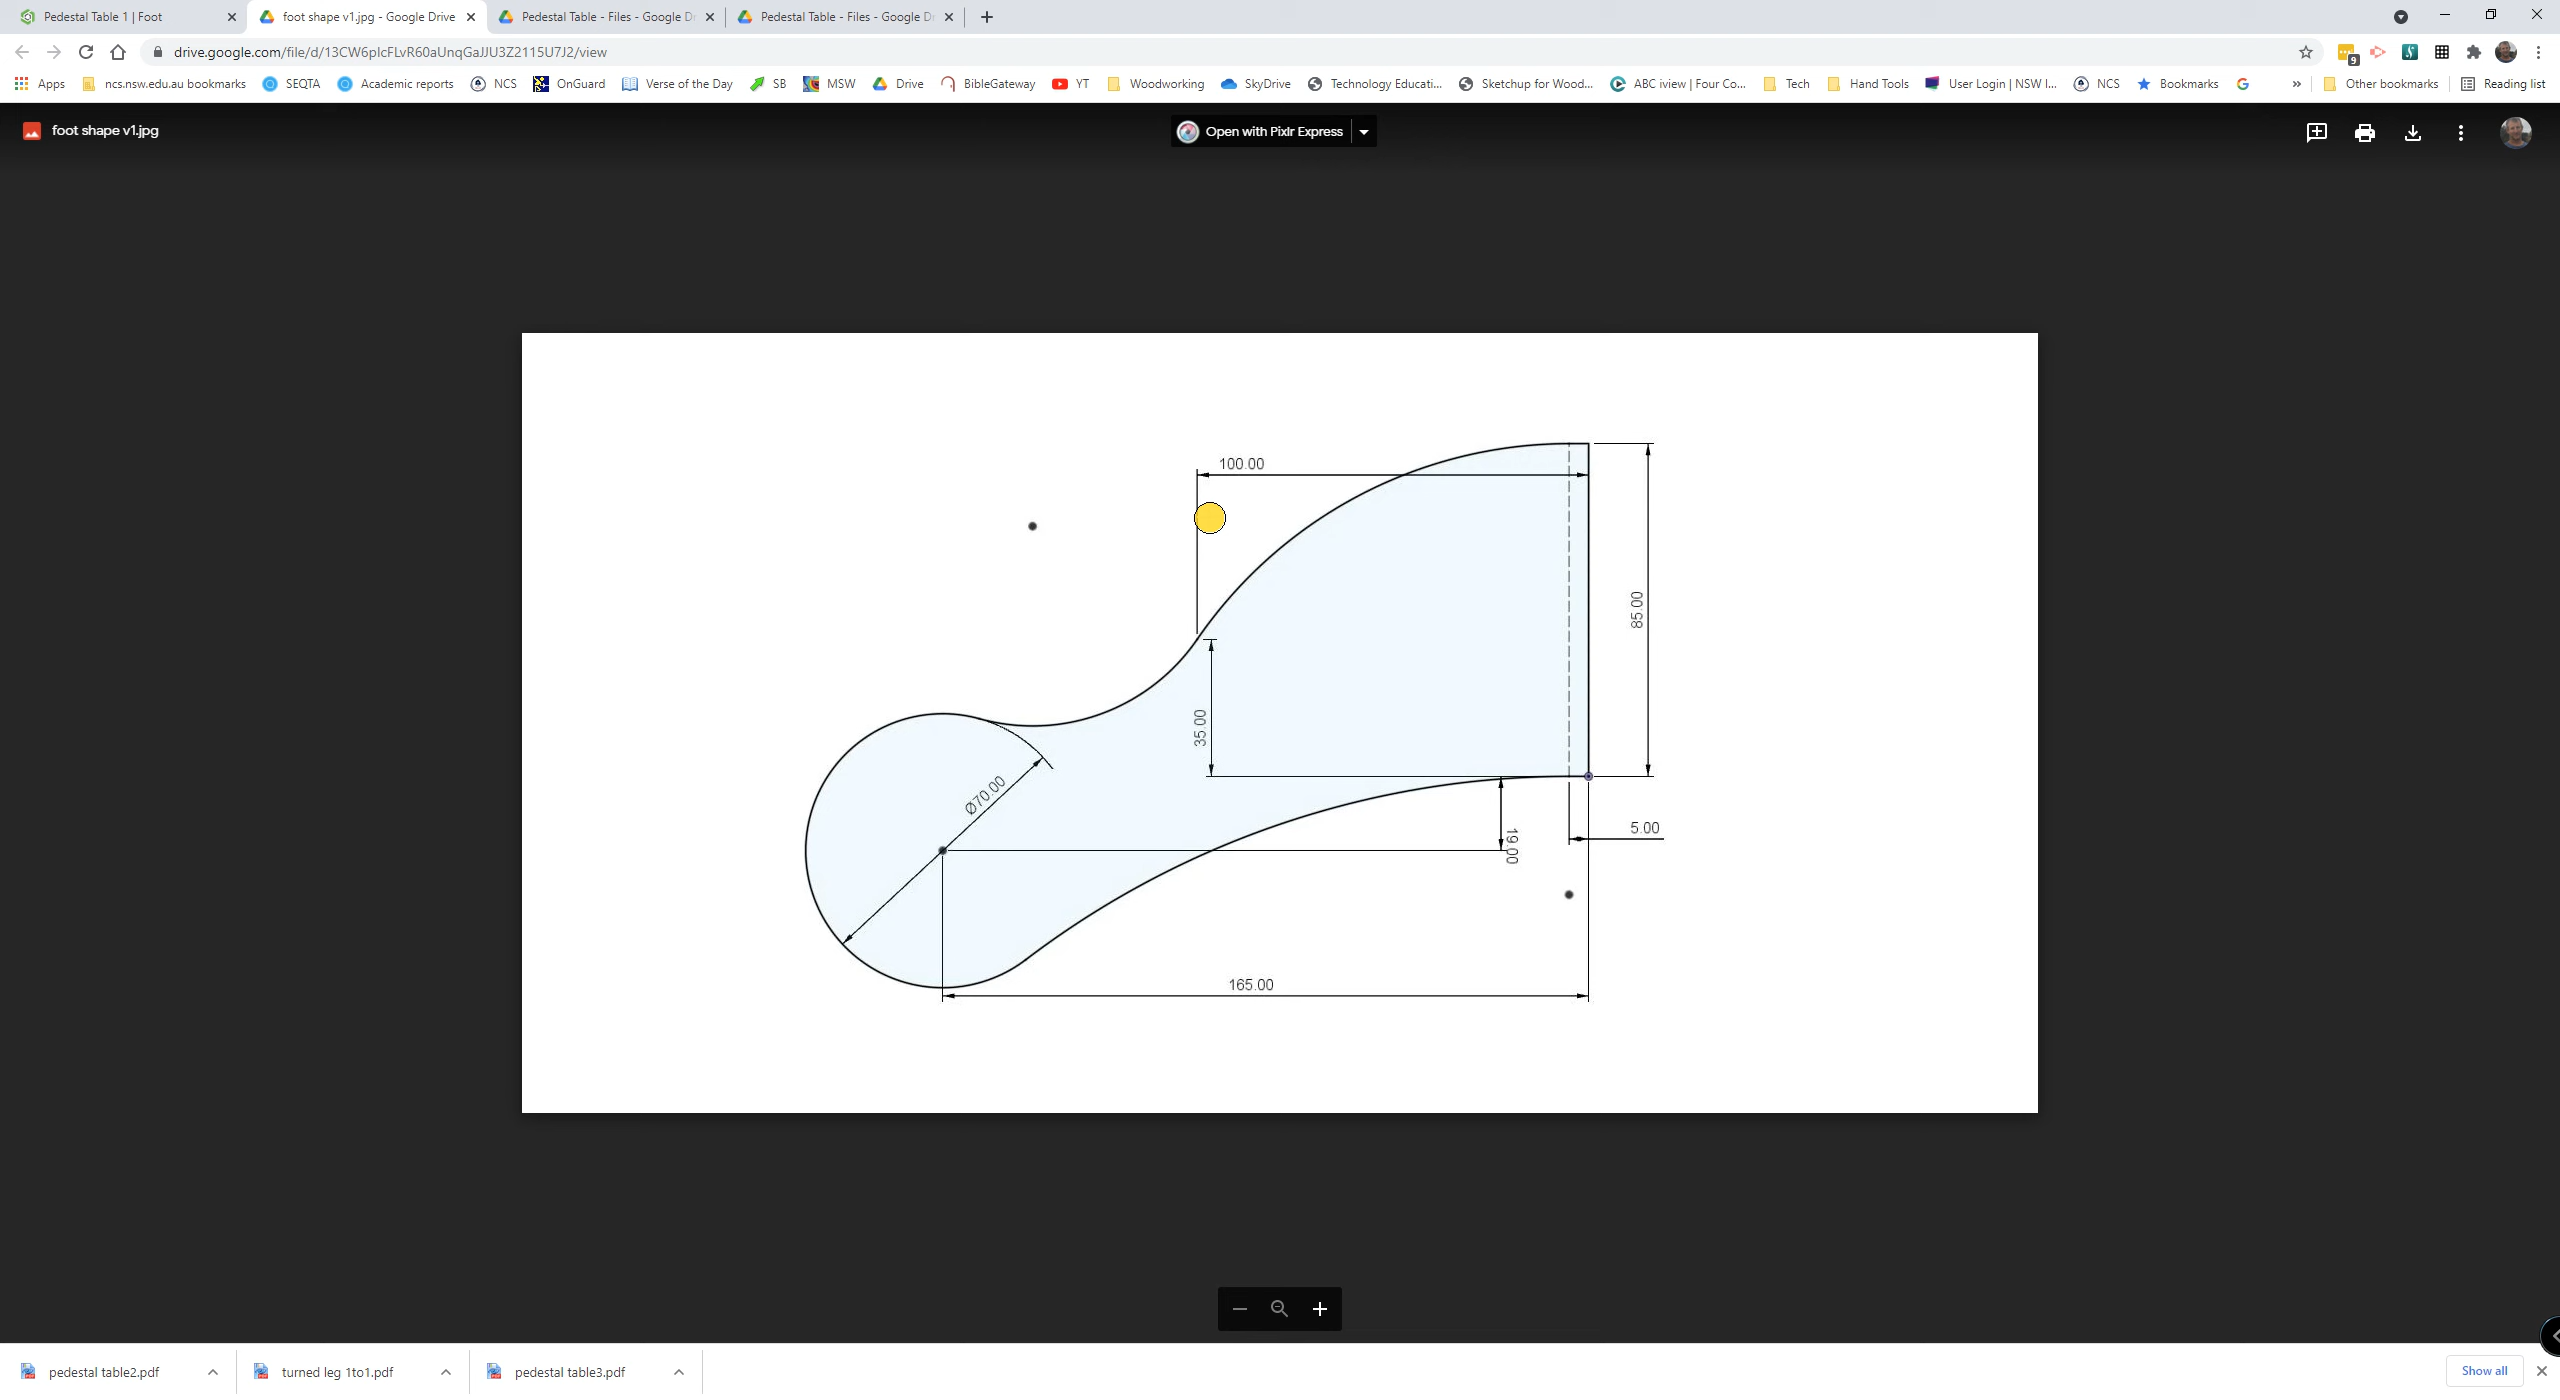 Pedestal Table 1 | Foot
foot shape v1.jpg - Google Drive
Pedestal Table - Files - Google D
Pedestal Table - Files - Google D
drive.google.com/file/d/13CW6plcFLvR60aUnqGaJJU3Z2115U7J2/view
9
Apps
ncs.nsw.edu.au bookmarks
SEQTA
Academic reports
NCS
OnGuard
Verse of the Day
SB
MSW
Drive
BibleGateway
YT
Woodworking
SkyDrive
Technology Educati...
Sketchup for Wood...
ABC iview | Four Co...
Tech
Hand Tools
User Login | NSW I...
NCS
Bookmarks
»
Other bookmarks
Reading list
foot shape v1.jpg
Open with Pixlr Express
100.00
85.00
35.00
Ø70.00
19.00
5.00
165.00
pedestal table2.pdf
turned leg 1to1.pdf
pedestal table3.pdf
Show all